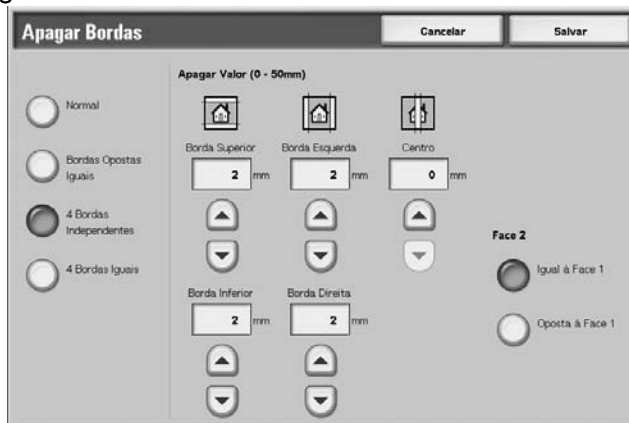 Apagar Bordas
Cancelar
Salvar
Apagar Valor (0 - 50mm)
Normal
Bordas Opostas
Iguais
4 Bordas
Independentes
4 Bordas Iguais
Borda Superior
2 mm
Borda Esquerda
2 mm
Centro
0 mm
Borda Inferior
2 mm
Borda Direita
2 mm
Face 2
Igual à Face 1
Oposta à Face 1